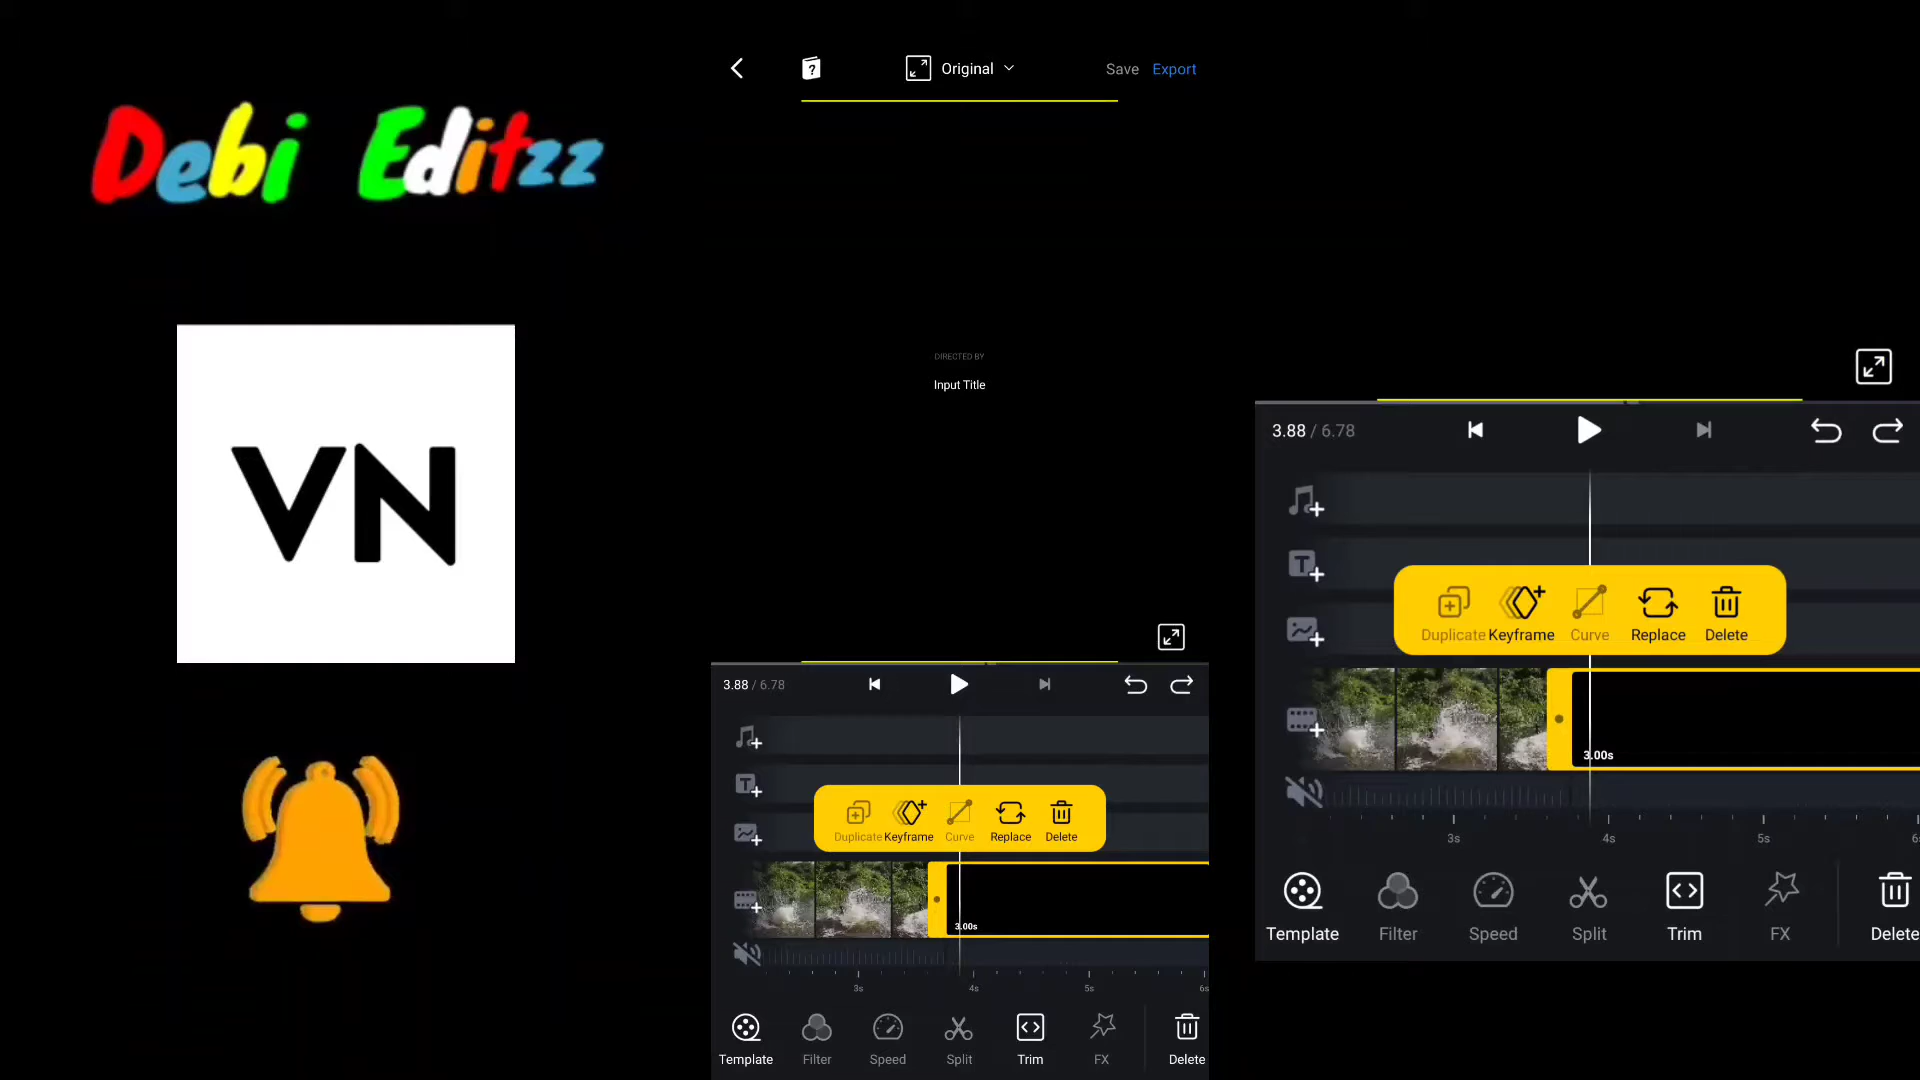 Debi Editzz
VN
Original
Save Export
DIRECTED BY
Input Title
3.88 / 6.78
Duplicate Keyframe Curve Replace Delete
3.00s
3s 4s 5s 6s
Template Filter Speed Split Trim FX Delete
3.88 / 6.78
Duplicate Keyframe Curve Replace Delete
3.00s
3s 4s 5s 6
Template Filter Speed Split Trim FX Delete